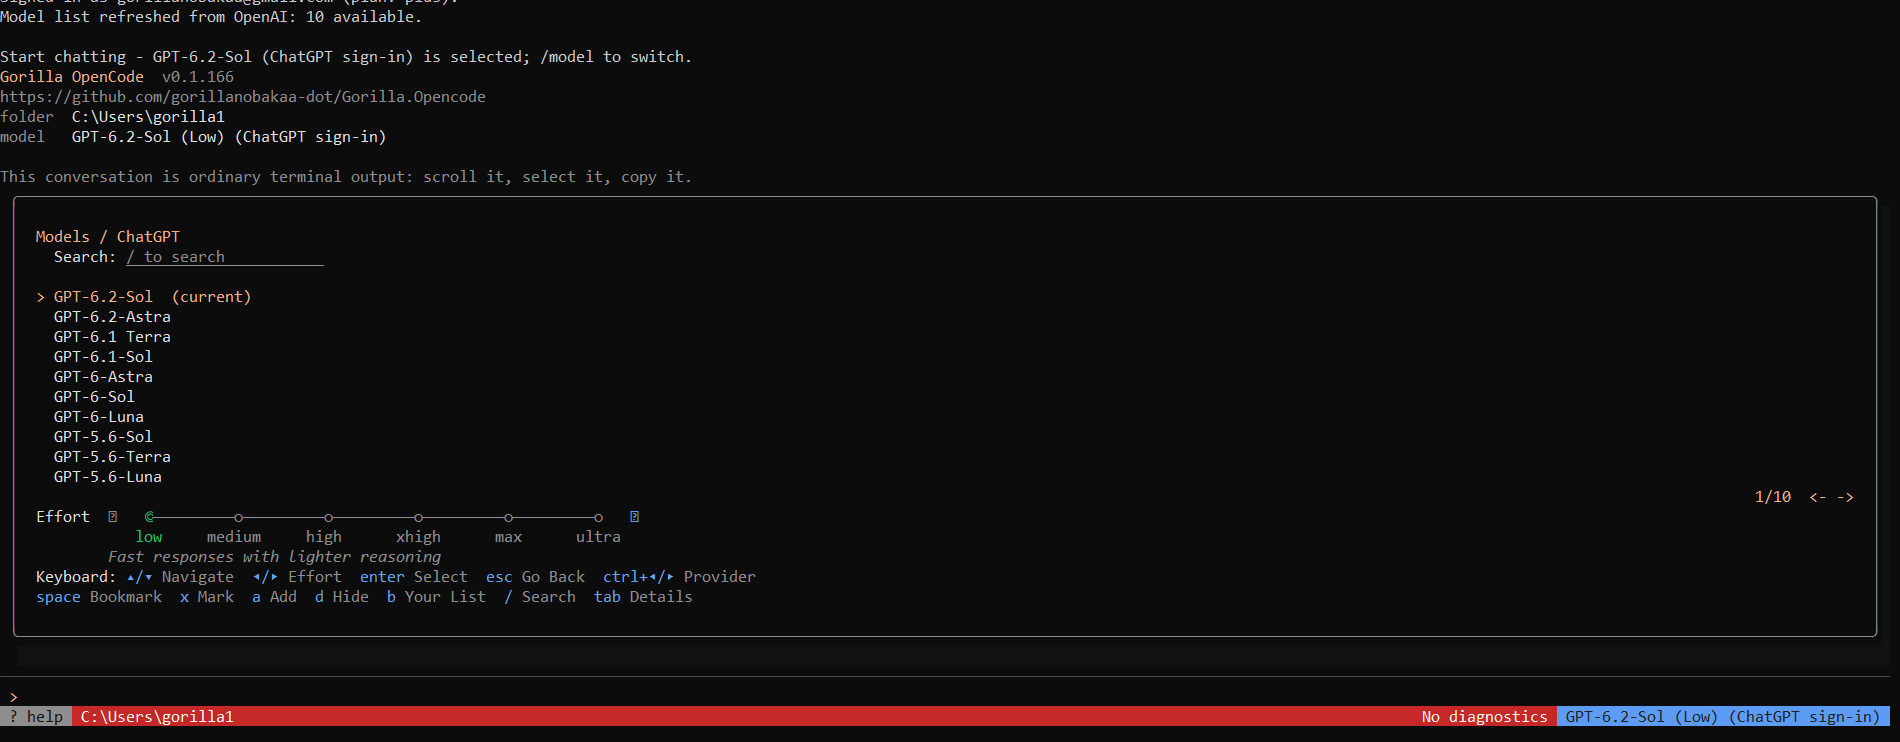 Model list refreshed from OpenAI: 10 available.
Start chatting - GPT-6.2-Sol (ChatGPT sign-in) is selected; /model to switch.
Gorilla OpenCode  v0.1.166
https://github.com/gorillanobakaa-dot/Gorilla.Opencode
folder  C:\Users\gorilla1
model   GPT-6.2-Sol (Low) (ChatGPT sign-in)
This conversation is ordinary terminal output: scroll it, select it, copy it.
Models / ChatGPT
Search: / to search
> GPT-6.2-Sol  (current)
GPT-6.2-Astra
GPT-6.1 Terra
GPT-6.1-Sol
GPT-6-Astra
GPT-6-Sol
GPT-6-Luna
GPT-5.6-Sol
GPT-5.6-Terra
GPT-5.6-Luna
1/10  <- ->
Effort
low  medium  high  xhigh  max  ultra
Fast responses with lighter reasoning
Keyboard: ▴/▾ Navigate  ◂/▸ Effort  enter Select  esc Go Back  ctrl+◂/▸ Provider
space Bookmark  x Mark  a Add  d Hide  b Your List  / Search  tab Details
>
? help  C:\Users\gorilla1  No diagnostics  GPT-6.2-Sol (Low) (ChatGPT sign-in)